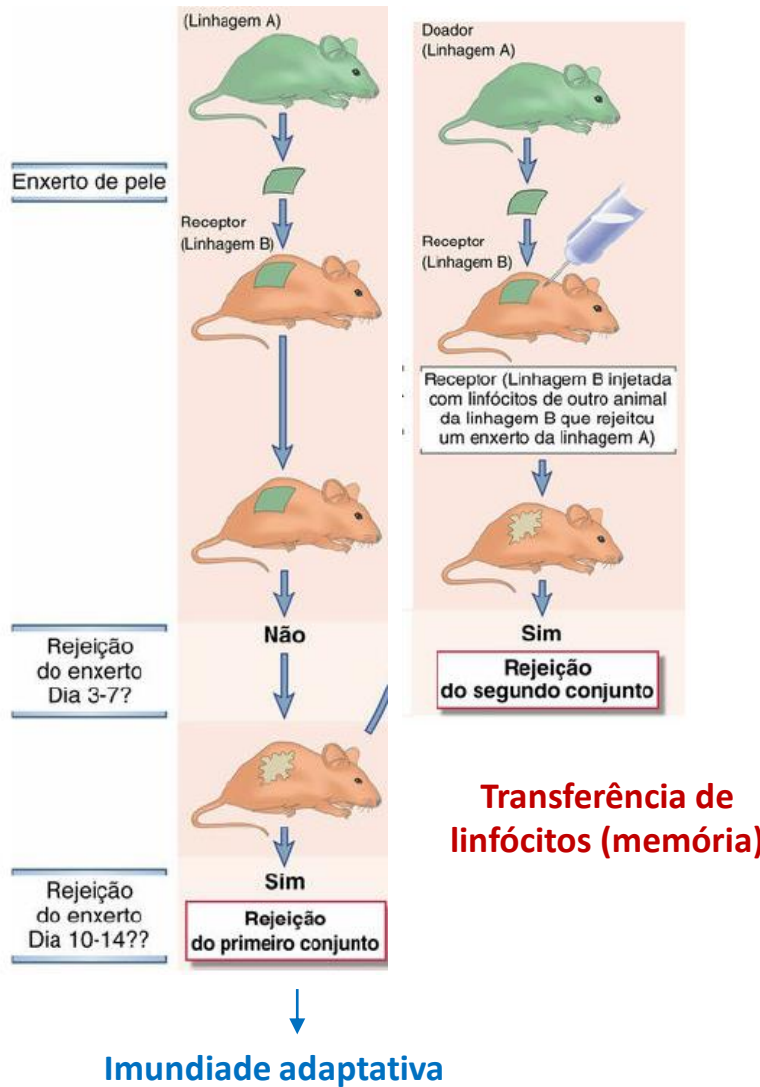 (Linhagem A)
Enxerto de pele
Receptor
(Linhagem B)
Não
Rejeição
do enxerto
Dia 3-7?
Sim
Rejeição
do primeiro conjunto
Rejeição
do enxerto
Dia 10-14??
Imundiade adaptativa
Doador
(Linhagem A)
Receptor
(Linhagem B)
Receptor (Linhagem B injetada
com linfócitos de outro animal
da linhagem B que rejeitou
um enxerto da linhagem A)
Sim
Rejeição
do segundo conjunto
Transferência de
linfócitos (memória)